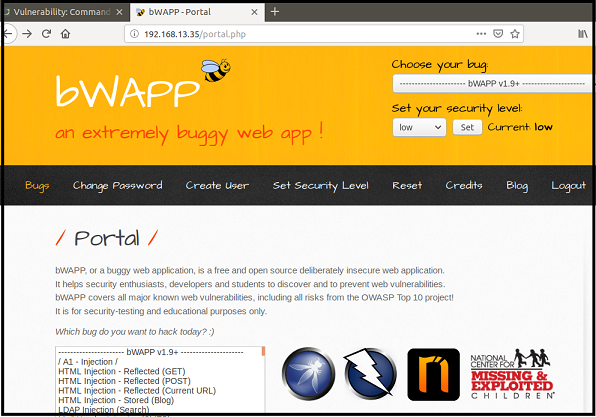 Vulnerability: Command
bWAPP - Portal
192.168.13.35/portal.php
bWAPP
an extremely buggy web app !
Choose your bug:
---------------------- bWAPP v1.9+ ----------------------
Set your security level:
low
Set
Current: low
Bugs
Change Password
Create User
Set Security Level
Reset
Credits
Blog
Logout
/ Portal /
bWAPP, or a buggy web application, is a free and open source deliberately insecure web application.
It helps security enthusiasts, developers and students to discover and to prevent web vulnerabilities.
bWAPP covers all major known web vulnerabilities, including all risks from the OWASP Top 10 project!
It is for security-testing and educational purposes only.
Which bug do you want to hack today? :)
---------------------- bWAPP v1.9+ ----------------------
/ A1 - Injection /
HTML Injection - Reflected (GET)
HTML Injection - Reflected (POST)
HTML Injection - Reflected (Current URL)
HTML Injection - Stored (Blog)
LDAP Injection (Search)
NATIONAL CENTER FOR
MISSING &
EXPLOITED
CHILDREN